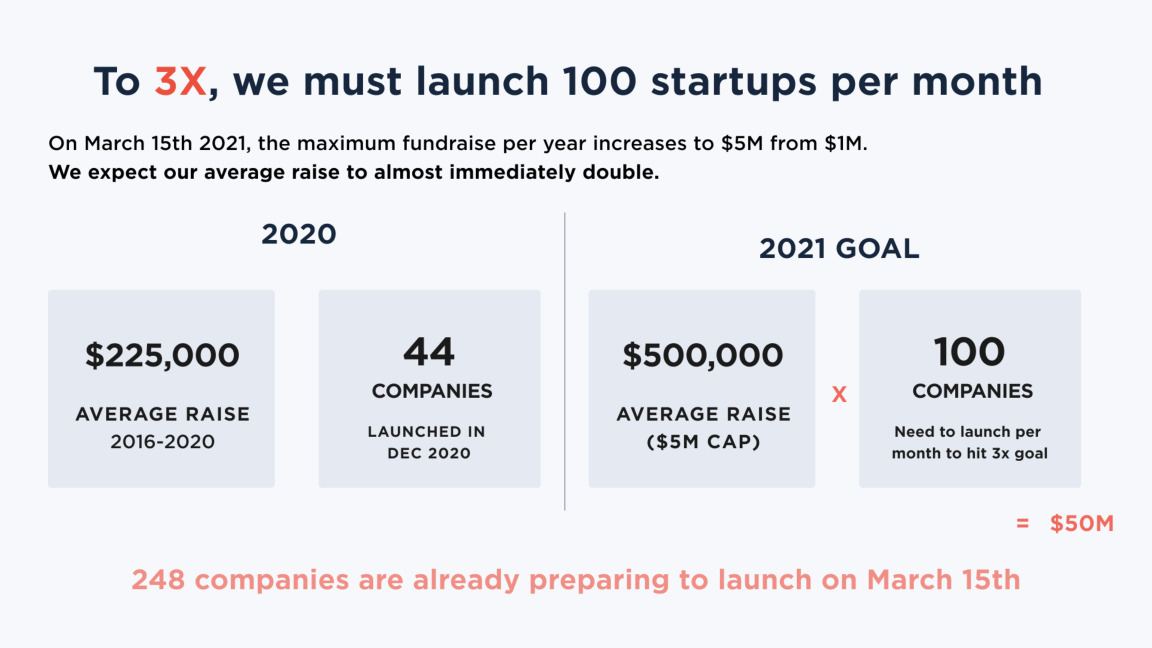 To 3X, we must launch 100 startups per month
On March 15th 2021, the maximum fundraise per year increases to $5M from $1M.
We expect our average raise to almost immediately double.
2020
$225,000
AVERAGE RAISE
2016-2020
44
COMPANIES
LAUNCHED IN
DEC 2020
2021 GOAL
$500,000
AVERAGE RAISE
($5M CAP)
X
100
COMPANIES
Need to launch per
month to hit 3x goal
= $50M
248 companies are already preparing to launch on March 15th